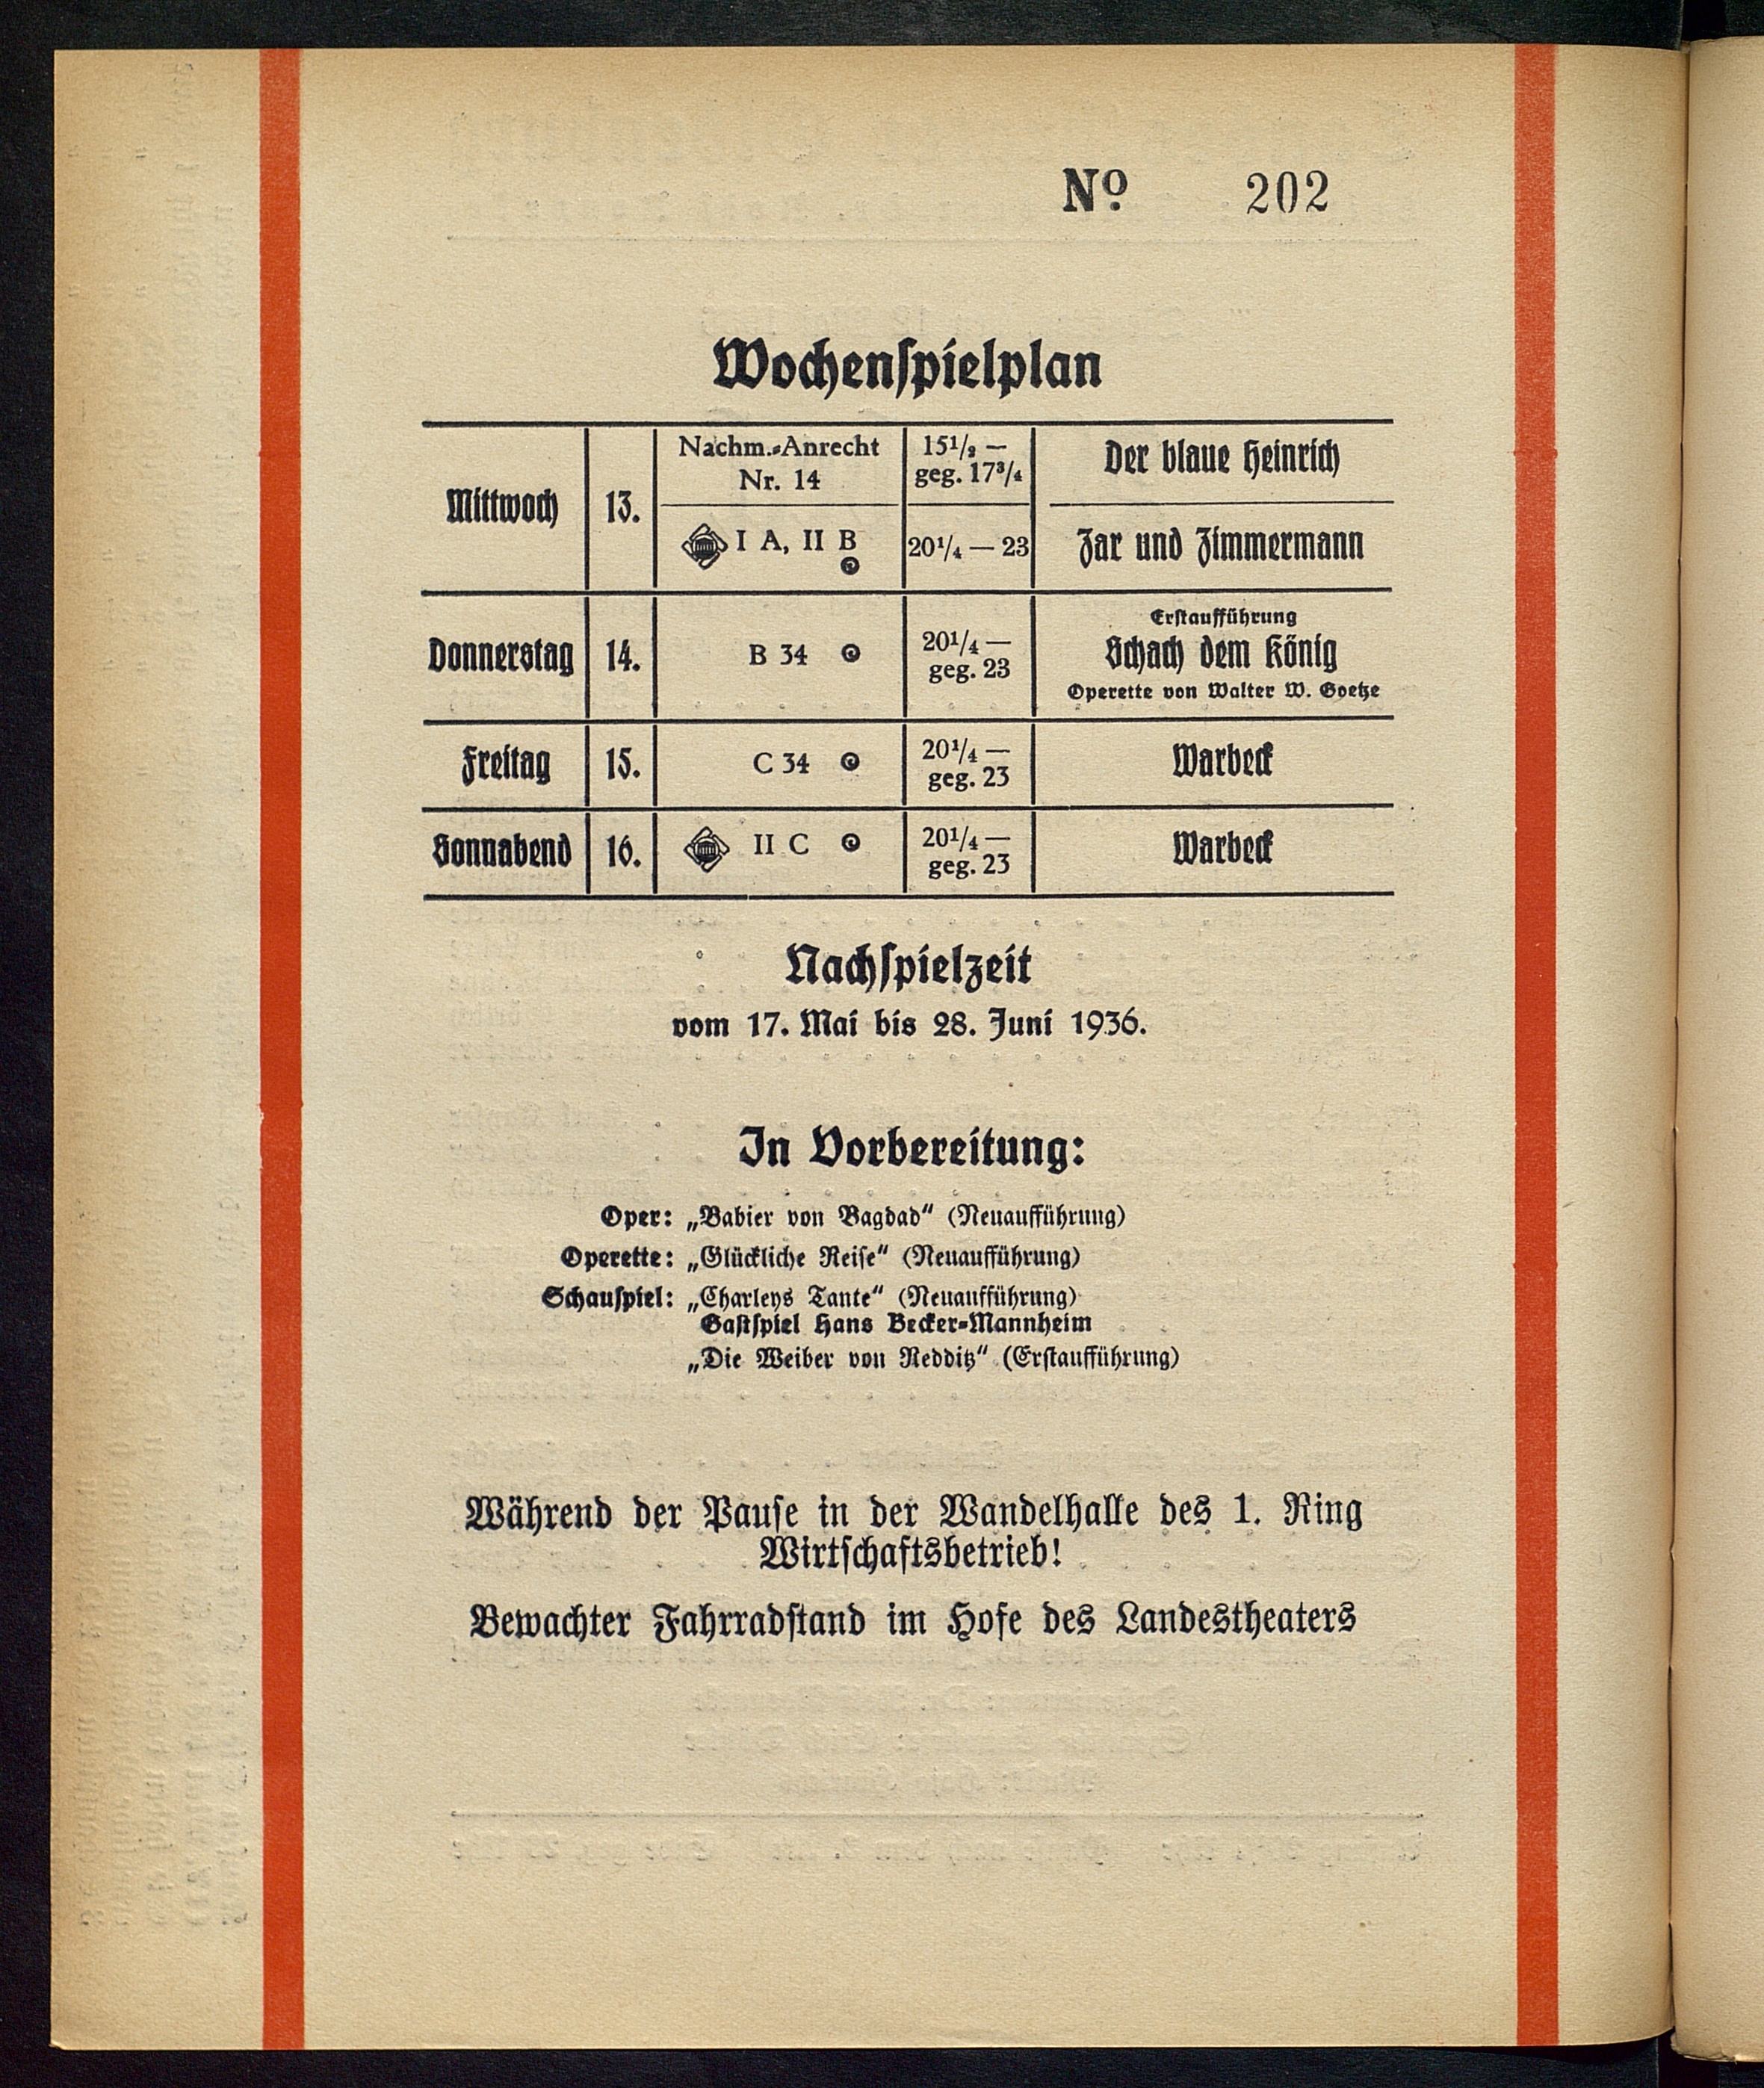 Nº 202
Wochenspielplan
Mittwoch 13. Nachm.-Anrecht Nr. 14 15½ — geg. 17¾ Der blaue Heinrich
I A, II B 20¼ — 23 Zar und Zimmermann
Donnerstag 14. B 34 20¼ — geg. 23 Erstaufführung Schach dem König Operette von Walter W. Goetze
Freitag 15. C 34 20¼ — geg. 23 Warbeck
Sonnabend 16. II C 20¼ — geg. 23 Warbeck
Nachspielzeit
vom 17. Mai bis 28. Juni 1936.
In Vorbereitung:
Oper: „Babier von Bagdad“ (Neuaufführung)
Operette: „Glückliche Reise“ (Neuaufführung)
Schauspiel: „Charleys Tante“ (Neuaufführung)
Gastspiel Hans Becker-Mannheim
„Die Weiber von Redditz“ (Erstaufführung)
Während der Pause in der Wandelhalle des 1. Ring
Wirtschaftsbetrieb!
Bewachter Fahrradstand im Hofe des Landestheaters